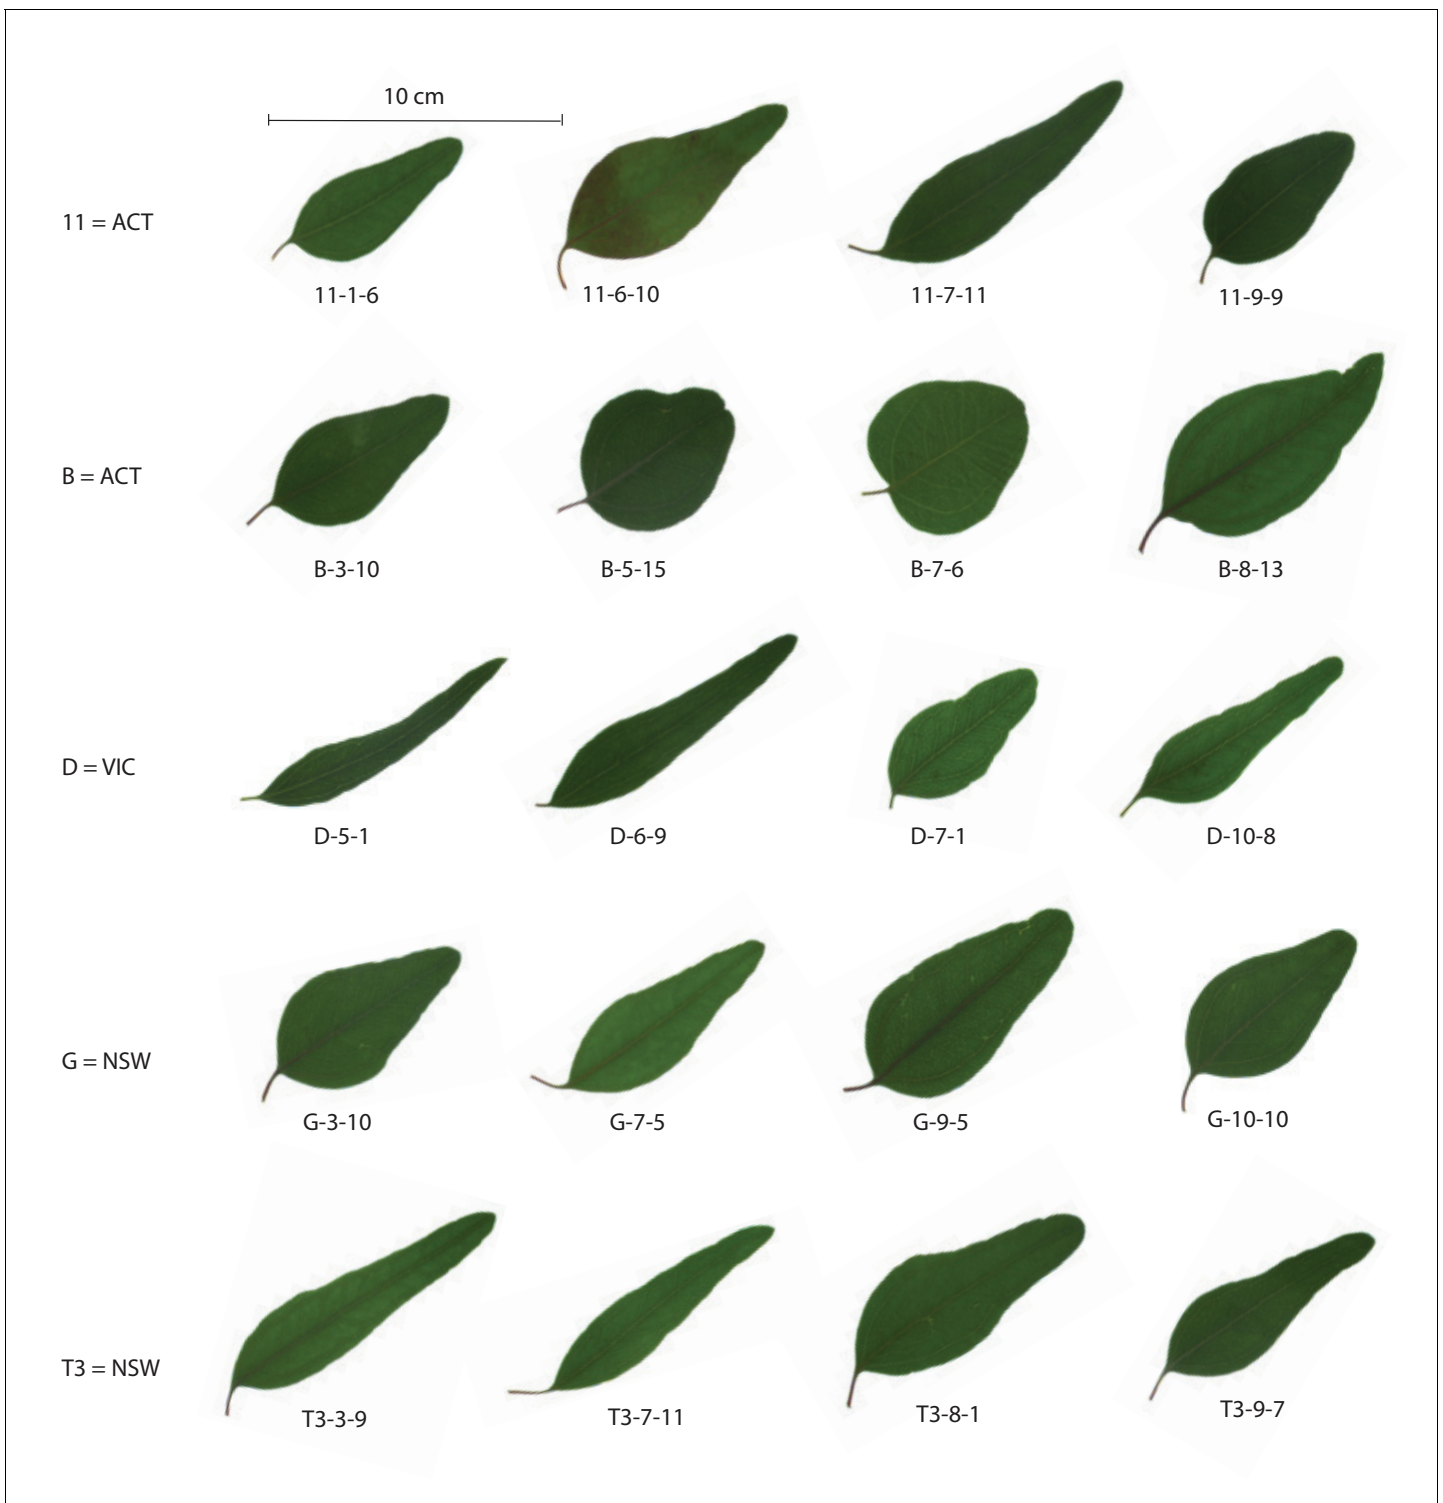 10 cm
11 = ACT
11-1-6
11-6-10
11-7-11
11-9-9
B = ACT
B-3-10
B-5-15
B-7-6
B-8-13
D = VIC
D-5-1
D-6-9
D-7-1
D-10-8
G = NSW
G-3-10
G-7-5
G-9-5
G-10-10
T3 = NSW
T3-3-9
T3-7-11
T3-8-1
T3-9-7